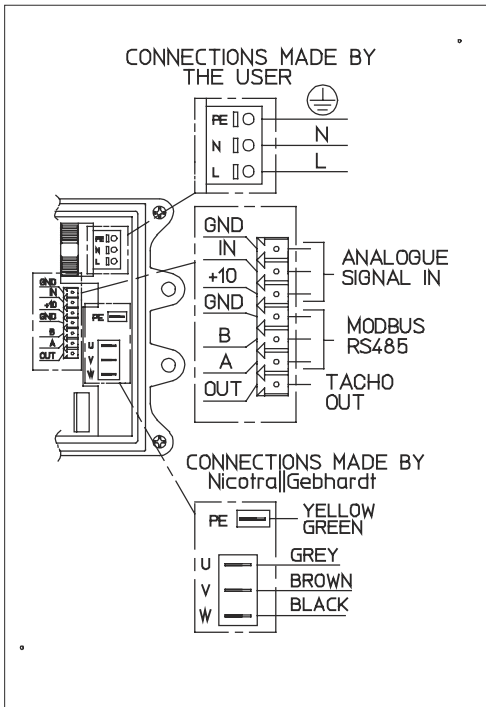 CONNECTIONS MADE BY
THE USER
PE
N
L
N
L
PE
N
L
GND
IN
+10
GND
B
A
OUT
PE
U
V
W
GND
IN
+10
GND
B
A
OUT
ANALOGUE
SIGNAL IN
MODBUS
RS485
TACHO
OUT
CONNECTIONS MADE BY
Nicotra||Gebhardt
PE
YELLOW
GREEN
U
GREY
V
BROWN
W
BLACK